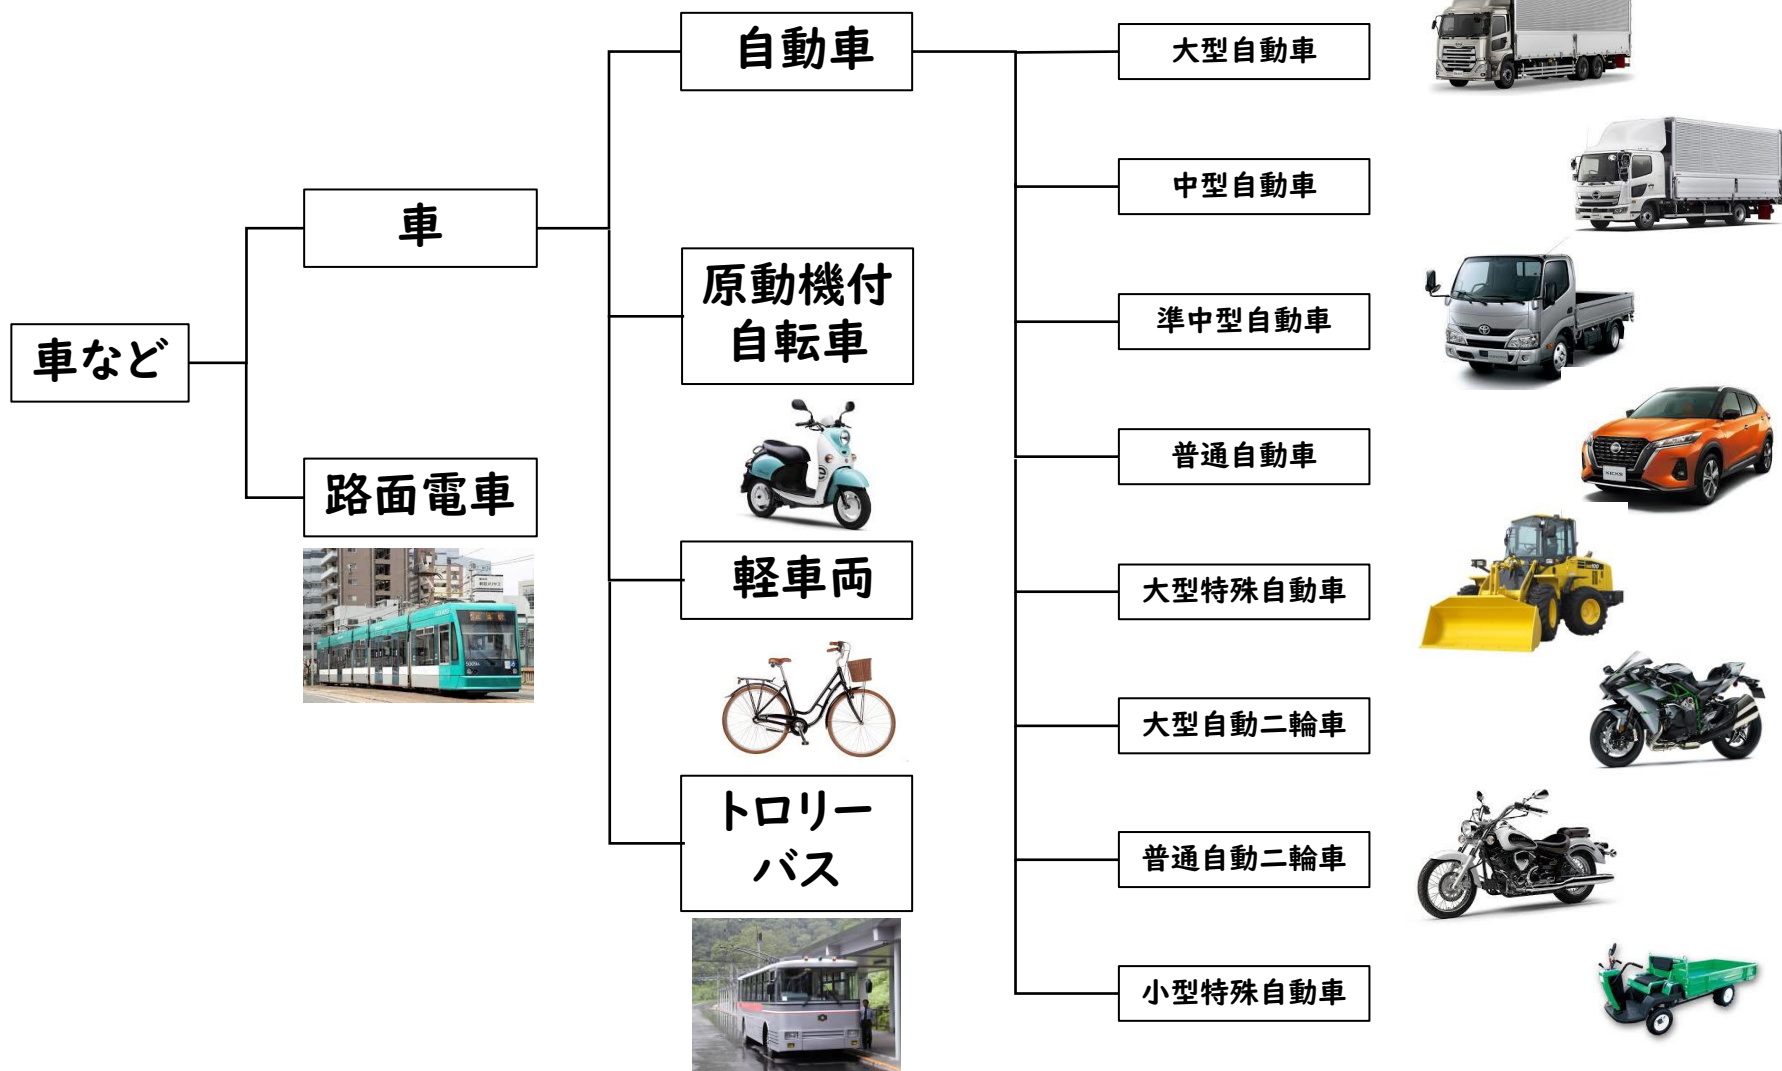 車など
車
路面電車
自動車
原動機付
自転車
軽車両
トロリー
バス
大型自動車
中型自動車
準中型自動車
普通自動車
大型特殊自動車
大型自動二輪車
普通自動二輪車
小型特殊自動車
KICKS